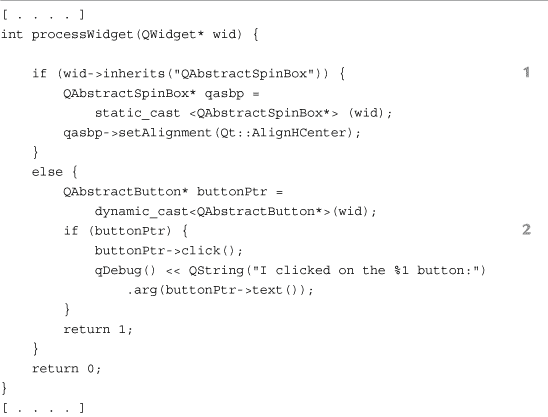 [ . . . . ]
int processWidget(QWidget* wid) {
    if (wid->inherits("QAbstractSpinBox")) {    1
        QAbstractSpinBox* qasbp =
            static_cast <QAbstractSpinBox*> (wid);
        qasbp->setAlignment(Qt::AlignHCenter);
    }
    else {
        QAbstractButton* buttonPtr =
            dynamic_cast<QAbstractButton*>(wid);
        if (buttonPtr) {    2
            buttonPtr->click();
            qDebug() << QString("I clicked on the %1 button:")
                .arg(buttonPtr->text());
        }
        return 1;
    }
    return 0;
}
[ . . . . ]